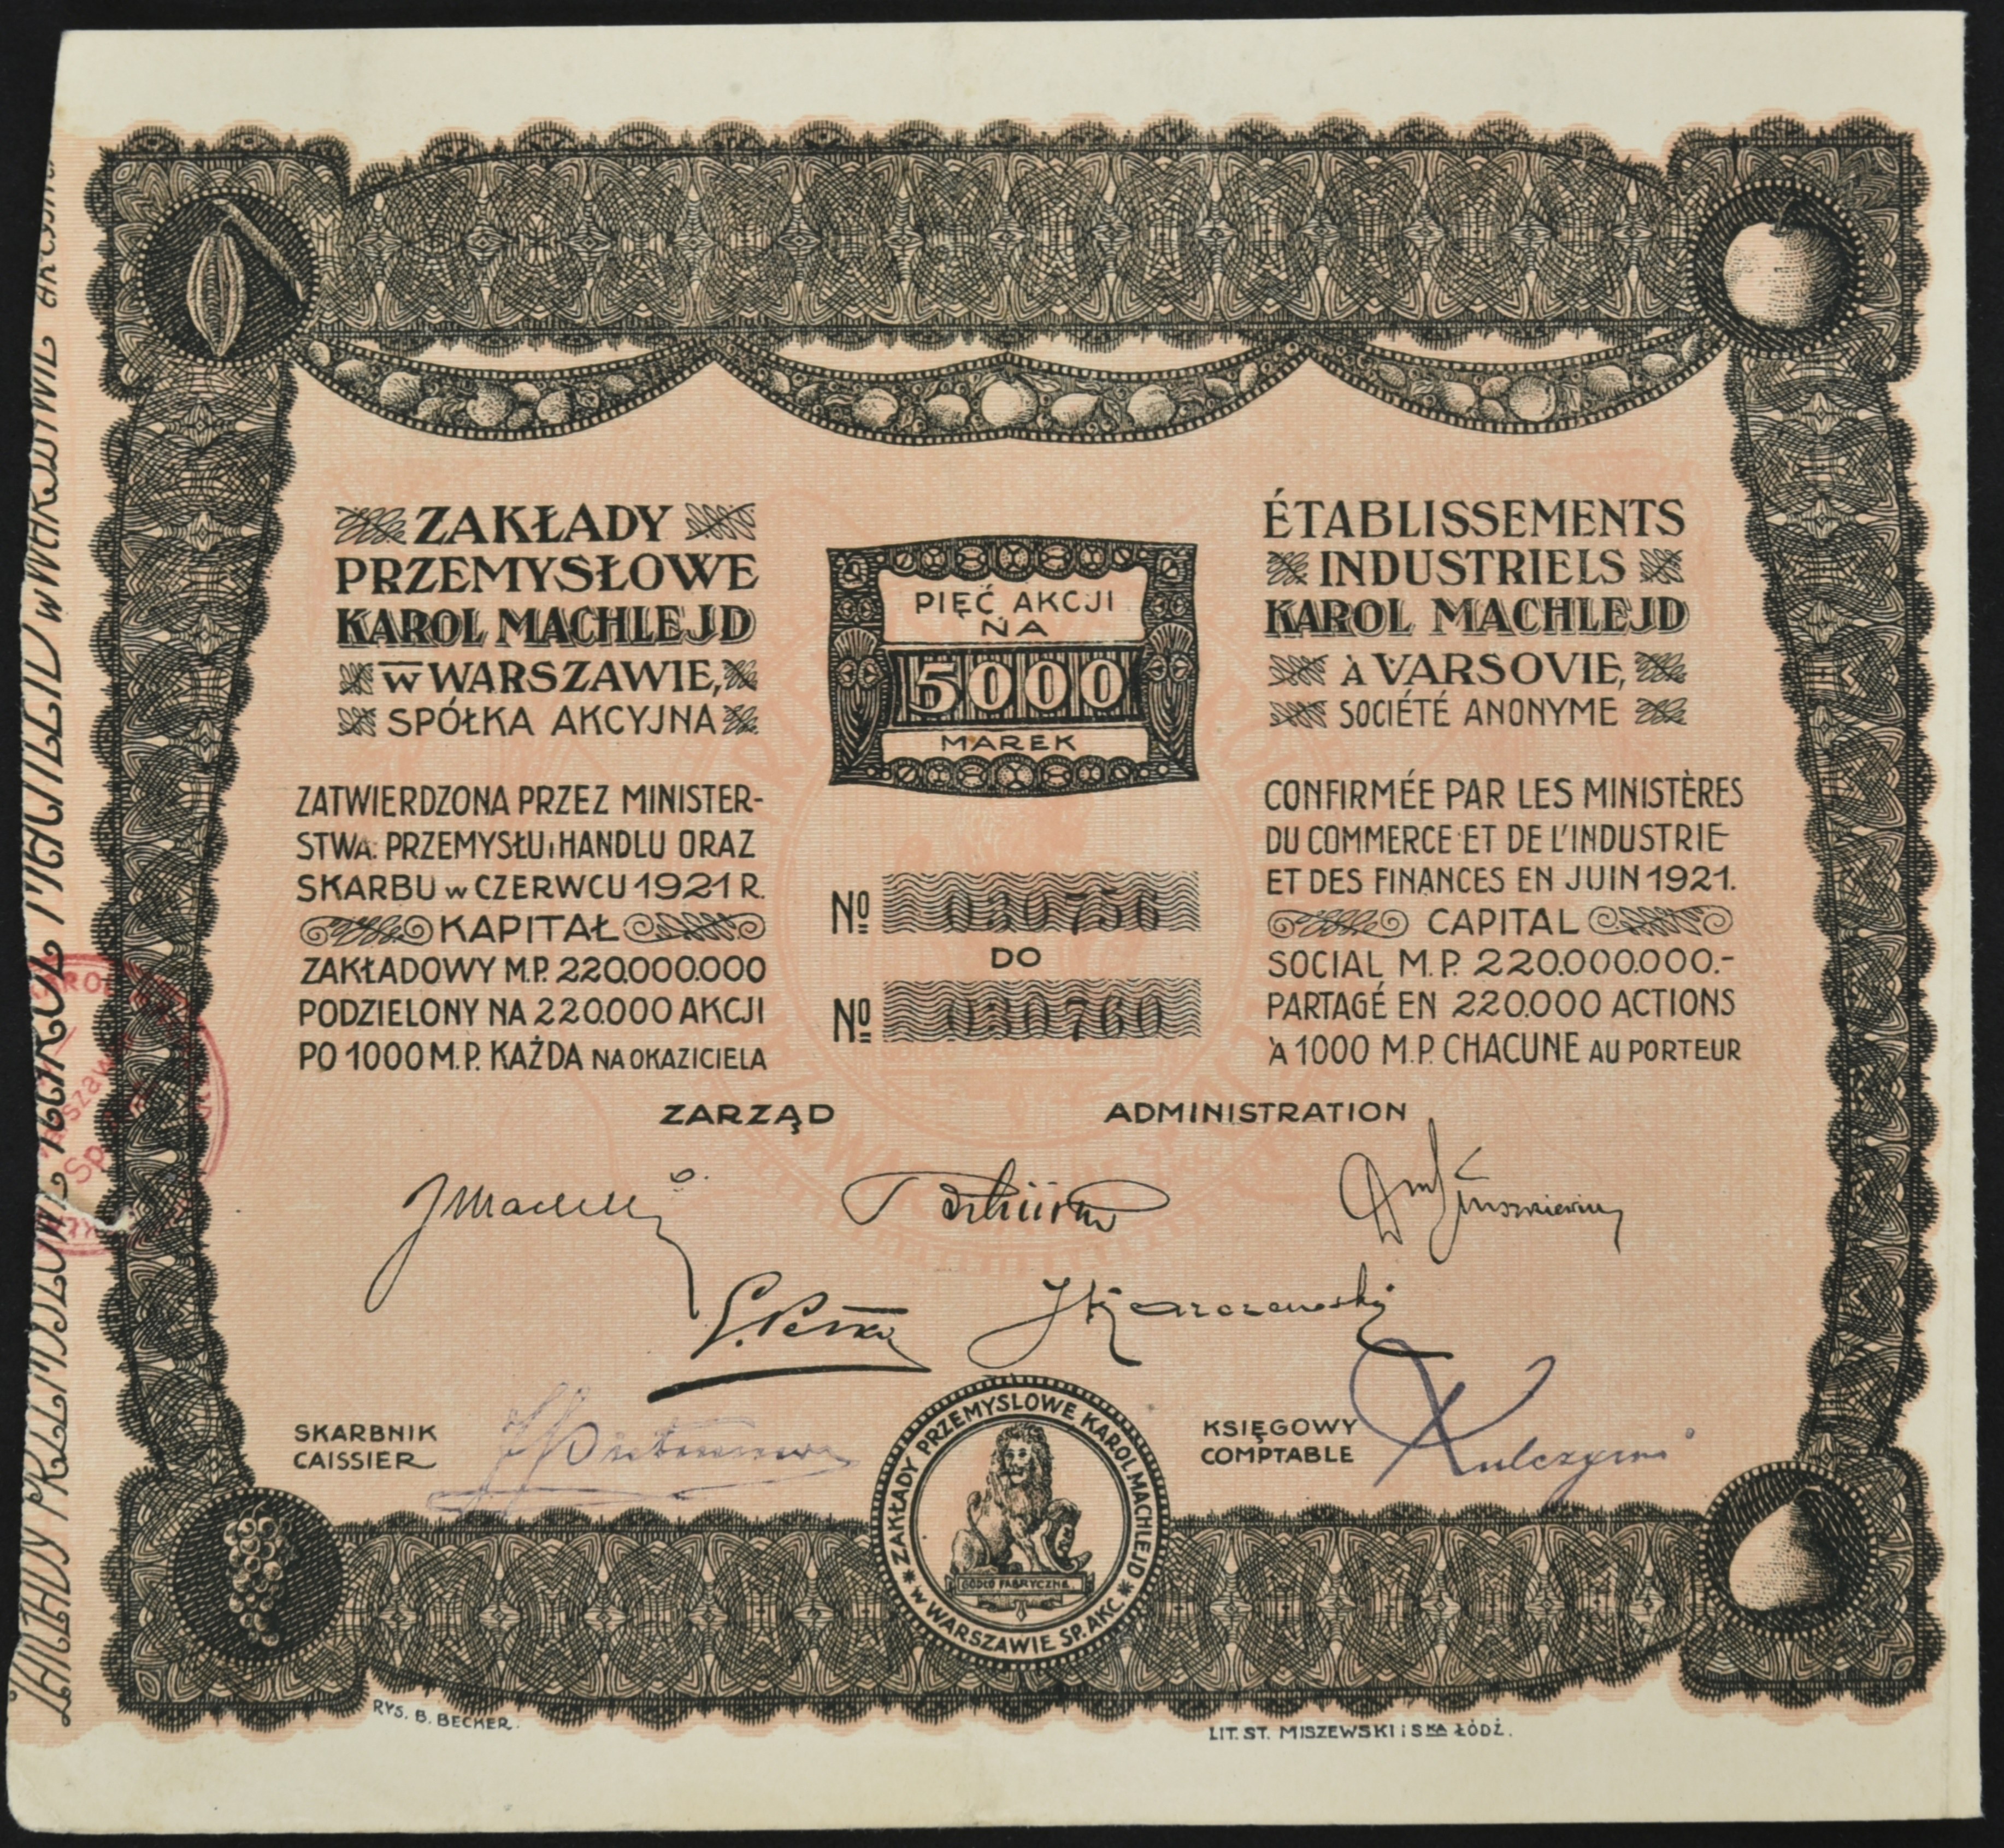 ZAKŁADY
PRZEMYSŁOWE
KAROL MACHLEJD
w WARSZAWIE,
SPÓŁKA AKCYJNA
ZATWIERDZONA PRZEZ MINISTER-
STWA: PRZEMYSŁU i HANDLU ORAZ
SKARBU w CZERWCU 1921 R.
KAPITAŁ
ZAKŁADOWY M.P. 220.000.000
PODZIELONY NA 220.000 AKCJI
PO 1000 M.P. KAŻDA NA OKAZICIELA
PIĘĆ AKCJI
NA
5000
MAREK
Nº 030756
DO
Nº 030760
ÉTABLISSEMENTS
INDUSTRIELS
KAROL MACHLEJD
À VARSOVIE,
SOCIÉTÉ ANONYME
CONFIRMÉE PAR LES MINISTÈRES
DU COMMERCE ET DE L'INDUSTRIE
ET DES FINANCES EN JUIN 1921.
CAPITAL
SOCIAL M.P. 220.000.000.-
PARTAGÉ EN 220.000 ACTIONS
À 1000 M.P. CHACUNE AU PORTEUR
ZARZĄD
ADMINISTRATION
SKARBNIK
CAISSIER
KSIĘGOWY
COMPTABLE
ZAKŁADY PRZEMYSLOWE KAROL MACHLEJD
w WARSZAWIE SP. AKC.
GODŁO FABRYCZNE
RYS. B. BECKER.
LIT. ST. MISZEWSKI i SKA ŁÓDŹ.